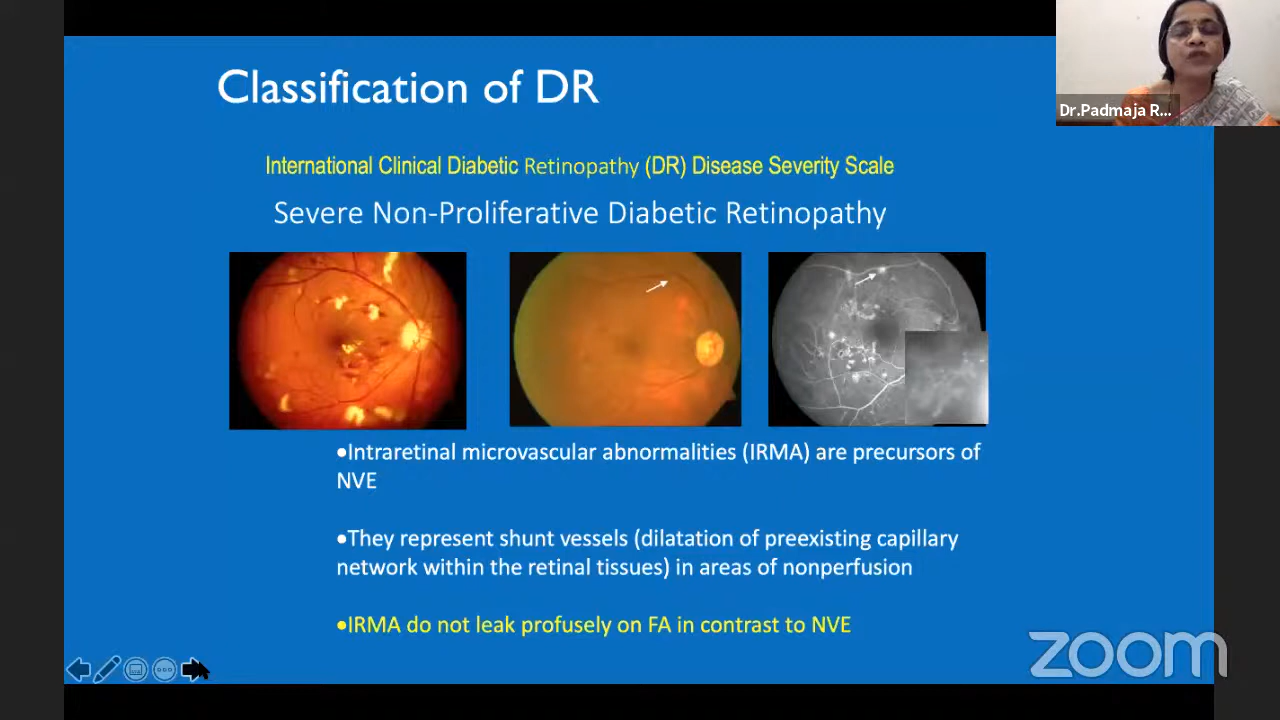 Classification of DR
Dr.Padmaja R...
International Clinical Diabetic Retinopathy (DR) Disease Severity Scale
Severe Non-Proliferative Diabetic Retinopathy
•Intraretinal microvascular abnormalities (IRMA) are precursors of
NVE
•They represent shunt vessels (dilatation of preexisting capillary
network within the retinal tissues) in areas of nonperfusion
•IRMA do not leak profusely on FA in contrast to NVE
zoom